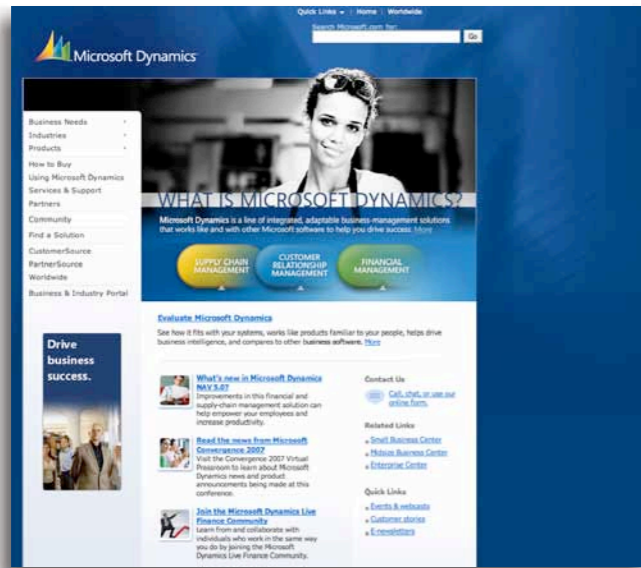 Quick Links Home Worldwide
Search Microsoft.com for:
Go
Microsoft Dynamics
Business Needs
Industries
Products
How to Buy
Using Microsoft Dynamics
Services & Support
Partners
Community
Find a Solution
CustomerSource
PartnerSource
Worldwide
Business & Industry Portal
Drive
business
success.
WHAT IS MICROSOFT DYNAMICS?
Microsoft Dynamics is a line of integrated, adaptable business-management solutions
that works like and with other Microsoft software to help you drive success. More
SUPPLY CHAIN
MANAGEMENT
CUSTOMER
RELATIONSHIP
MANAGEMENT
FINANCIAL
MANAGEMENT
Evaluate Microsoft Dynamics
See how it fits with your systems, works like products familiar to your people, helps drive
business intelligence, and compares to other business software. More
What's new in Microsoft Dynamics
NAV 5.0?
Improvements in this financial and
supply-chain management solution can
help empower your employees and
increase productivity.
Read the news from Microsoft
Convergence 2007
Visit the Convergence 2007 Virtual
Pressroom to learn about Microsoft
Dynamics news and product
announcements being made at this
conference.
Join the Microsoft Dynamics Live
Finance Community
Learn from and collaborate with
individuals who work in the same way
you do by joining the Microsoft
Dynamics Live Finance Community.
Contact Us
Call, chat, or use our
online form.
Related Links
Small Business Center
Midsize Business Center
Enterprise Center
Quick Links
Events & webcasts
Customer stories
E-newsletters